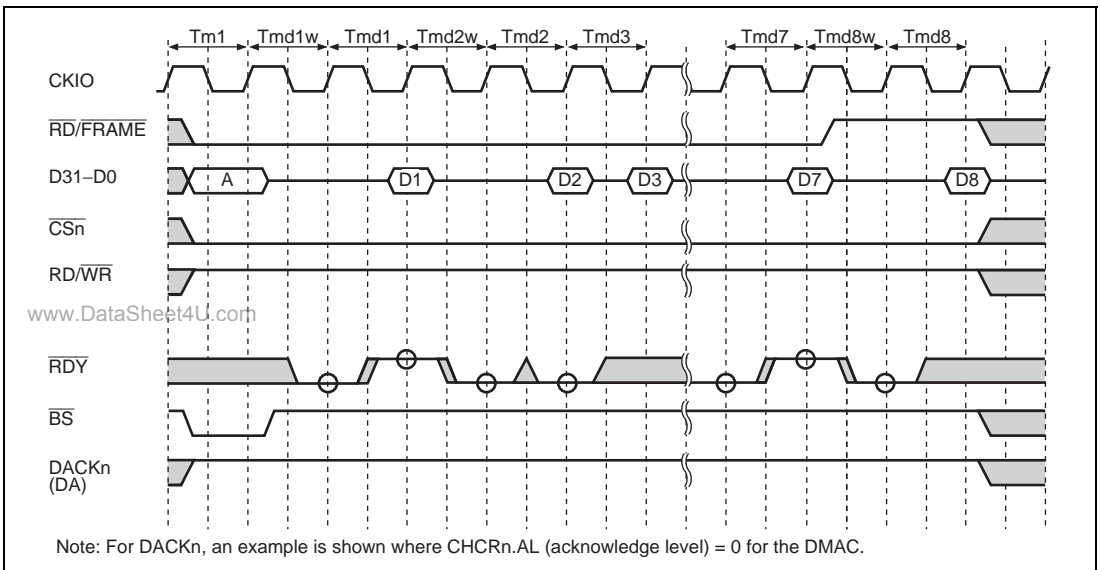 Tm1 Tmd1w Tmd1 Tmd2w Tmd2 Tmd3 Tmd7 Tmd8w Tmd8
CKIO
RD/FRAME
D31–D0 A D1 D2 D3 D7 D8
CSn
RD/WR
www.DataSheet4U.com
RDY
BS
DACKn
(DA)
Note: For DACKn, an example is shown where CHCRn.AL (acknowledge level) = 0 for the DMAC.